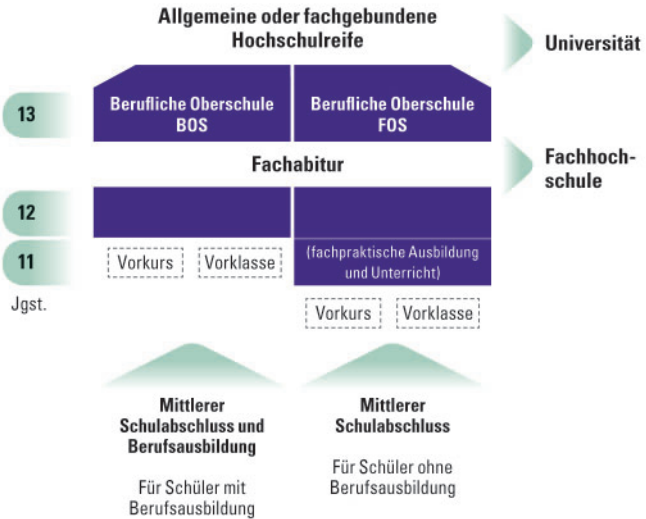 Allgemeine oder fachgebundene
Hochschulreife
Universität
13
Berufliche Oberschule
BOS
Berufliche Oberschule
FOS
Fachabitur
Fachhoch-
schule
12
11
Vorkurs
Vorklasse
(fachpraktische Ausbildung
und Unterricht)
Jgst.
Vorkurs
Vorklasse
Mittlerer
Schulabschluss und
Berufsausbildung
Für Schüler mit
Berufsausbildung
Mittlerer
Schulabschluss
Für Schüler ohne
Berufsausbildung